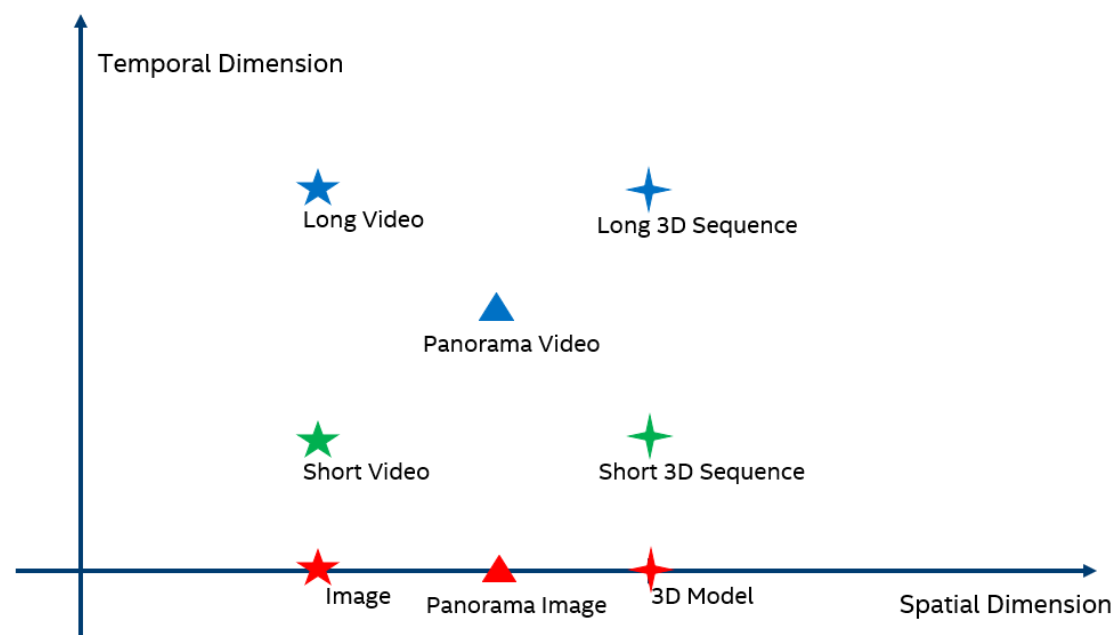 Temporal Dimension
Long Video
Long 3D Sequence
Panorama Video
Short Video
Short 3D Sequence
Image
Panorama Image
3D Model
Spatial Dimension